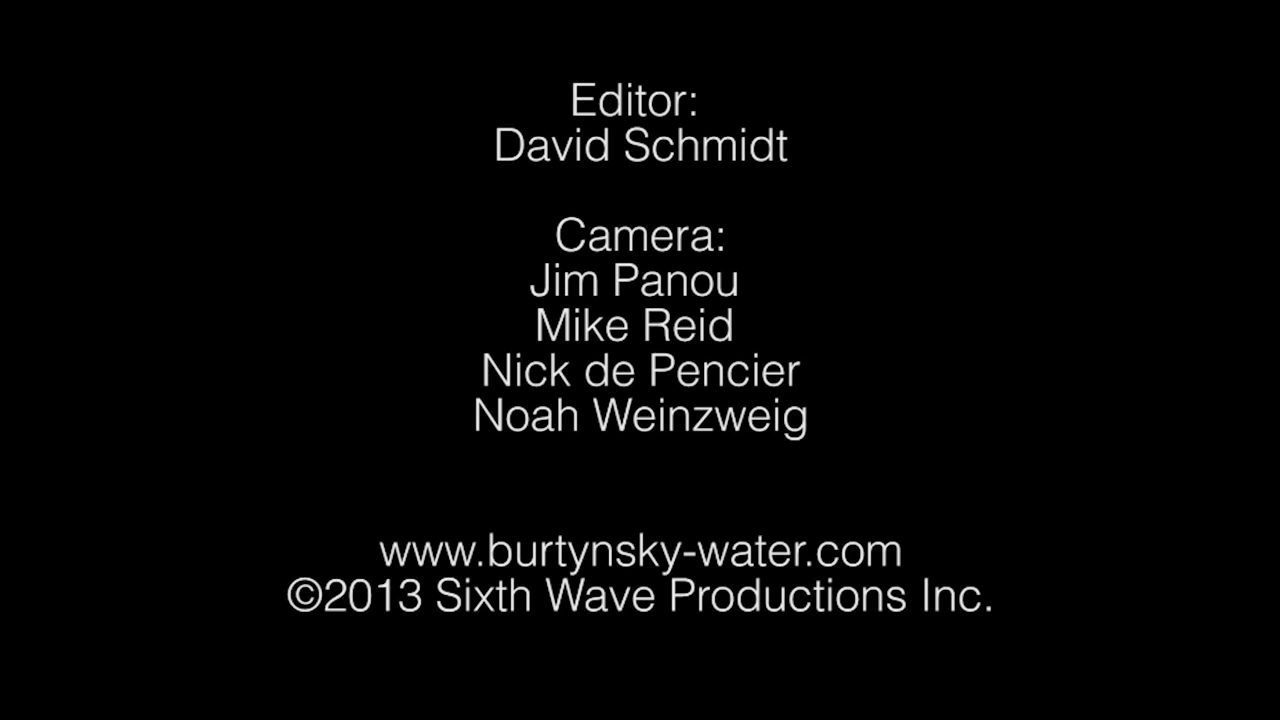 Editor:
David Schmidt
Camera:
Jim Panou
Mike Reid
Nick de Pencier
Noah Weinzweig
www.burtynsky-water.com
©2013 Sixth Wave Productions Inc.